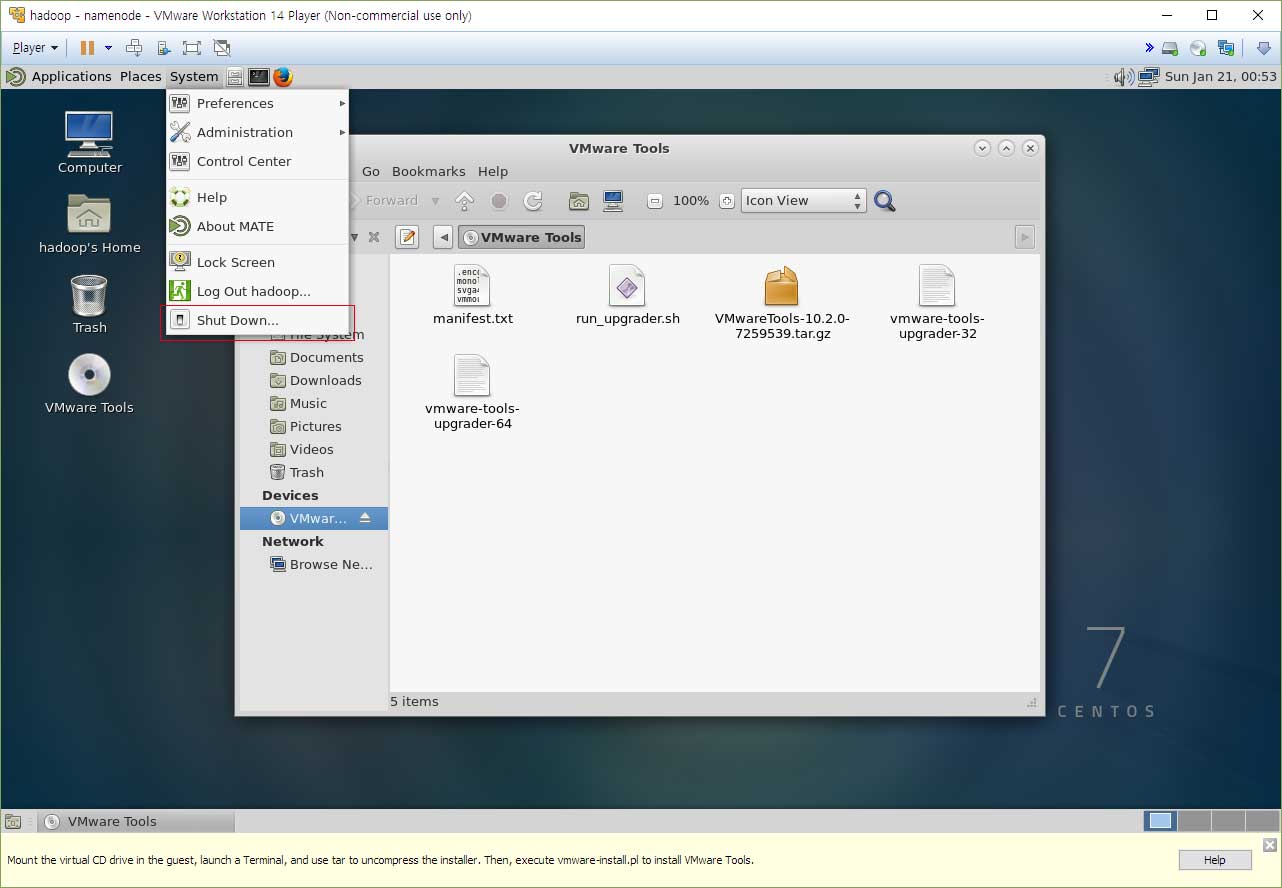 hadoop - namenode - VMware Workstation 14 Player (Non-commercial use only)
Player
Applications Places System
Sun Jan 21, 00:53
Preferences
Administration
Control Center
Help
About MATE
Lock Screen
Log Out hadoop...
Shut Down...
Computer
hadoop's Home
Trash
VMware Tools
VMware Tools
Go Bookmarks Help
Forward
100%
Icon View
VMware Tools
File System
Documents
Downloads
Music
Pictures
Videos
Trash
Devices
VMwar...
Network
Browse Ne...
.enco
mono
svga
vmmo
manifest.txt
run_upgrader.sh
VMwareTools-10.2.0-
7259539.tar.gz
vmware-tools-
upgrader-32
vmware-tools-
upgrader-64
5 items
7
CENTOS
VMware Tools
Mount the virtual CD drive in the guest, launch a Terminal, and use tar to uncompress the installer. Then, execute vmware-install.pl to install VMware Tools.
Help